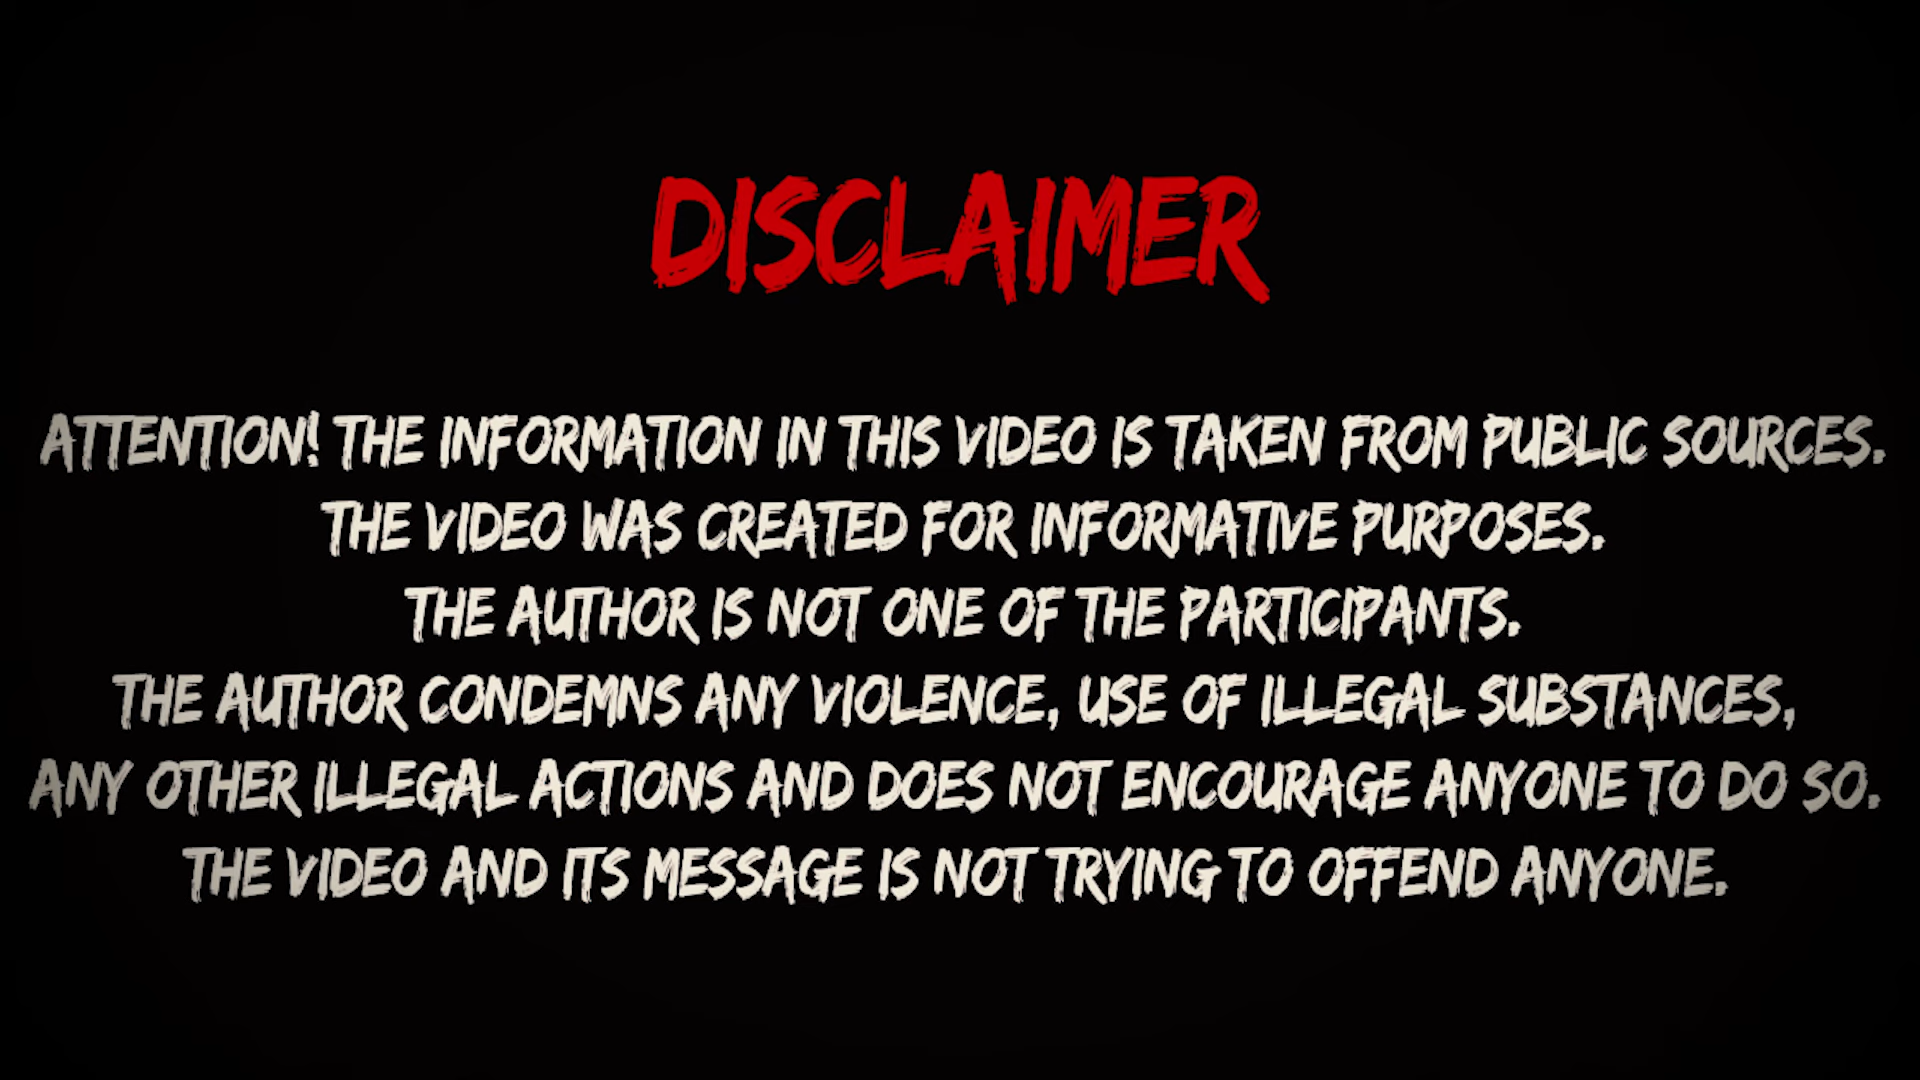 DISCLAIMER
ATTENTION! THE INFORMATION IN THIS VIDEO IS TAKEN FROM PUBLIC SOURCES.
THE VIDEO WAS CREATED FOR INFORMATIVE PURPOSES.
THE AUTHOR IS NOT ONE OF THE PARTICIPANTS.
THE AUTHOR CONDEMNS ANY VIOLENCE, USE OF ILLEGAL SUBSTANCES,
ANY OTHER ILLEGAL ACTIONS AND DOES NOT ENCOURAGE ANYONE TO DO SO.
THE VIDEO AND ITS MESSAGE IS NOT TRYING TO OFFEND ANYONE.